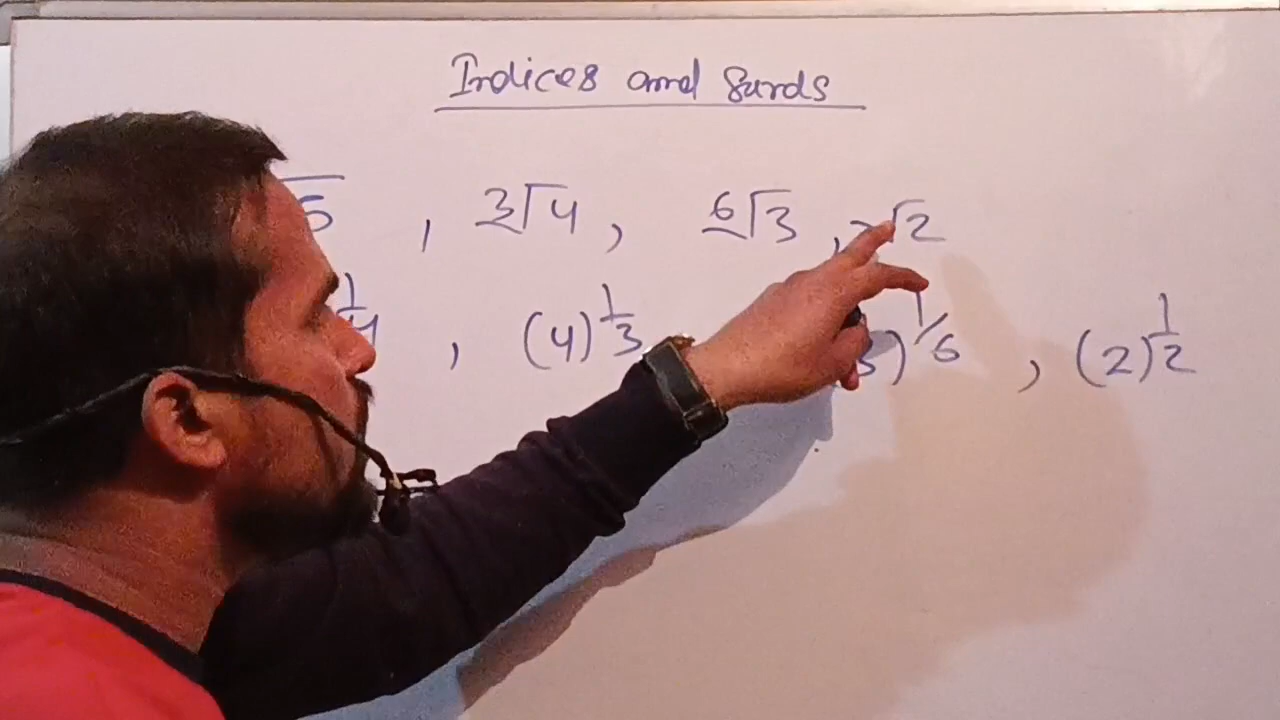 Indices and Surds
√5 , ³√4 , ⁶√3 , √2
1/4 , (4)^1/3 3)^1/6 , (2)^1/2